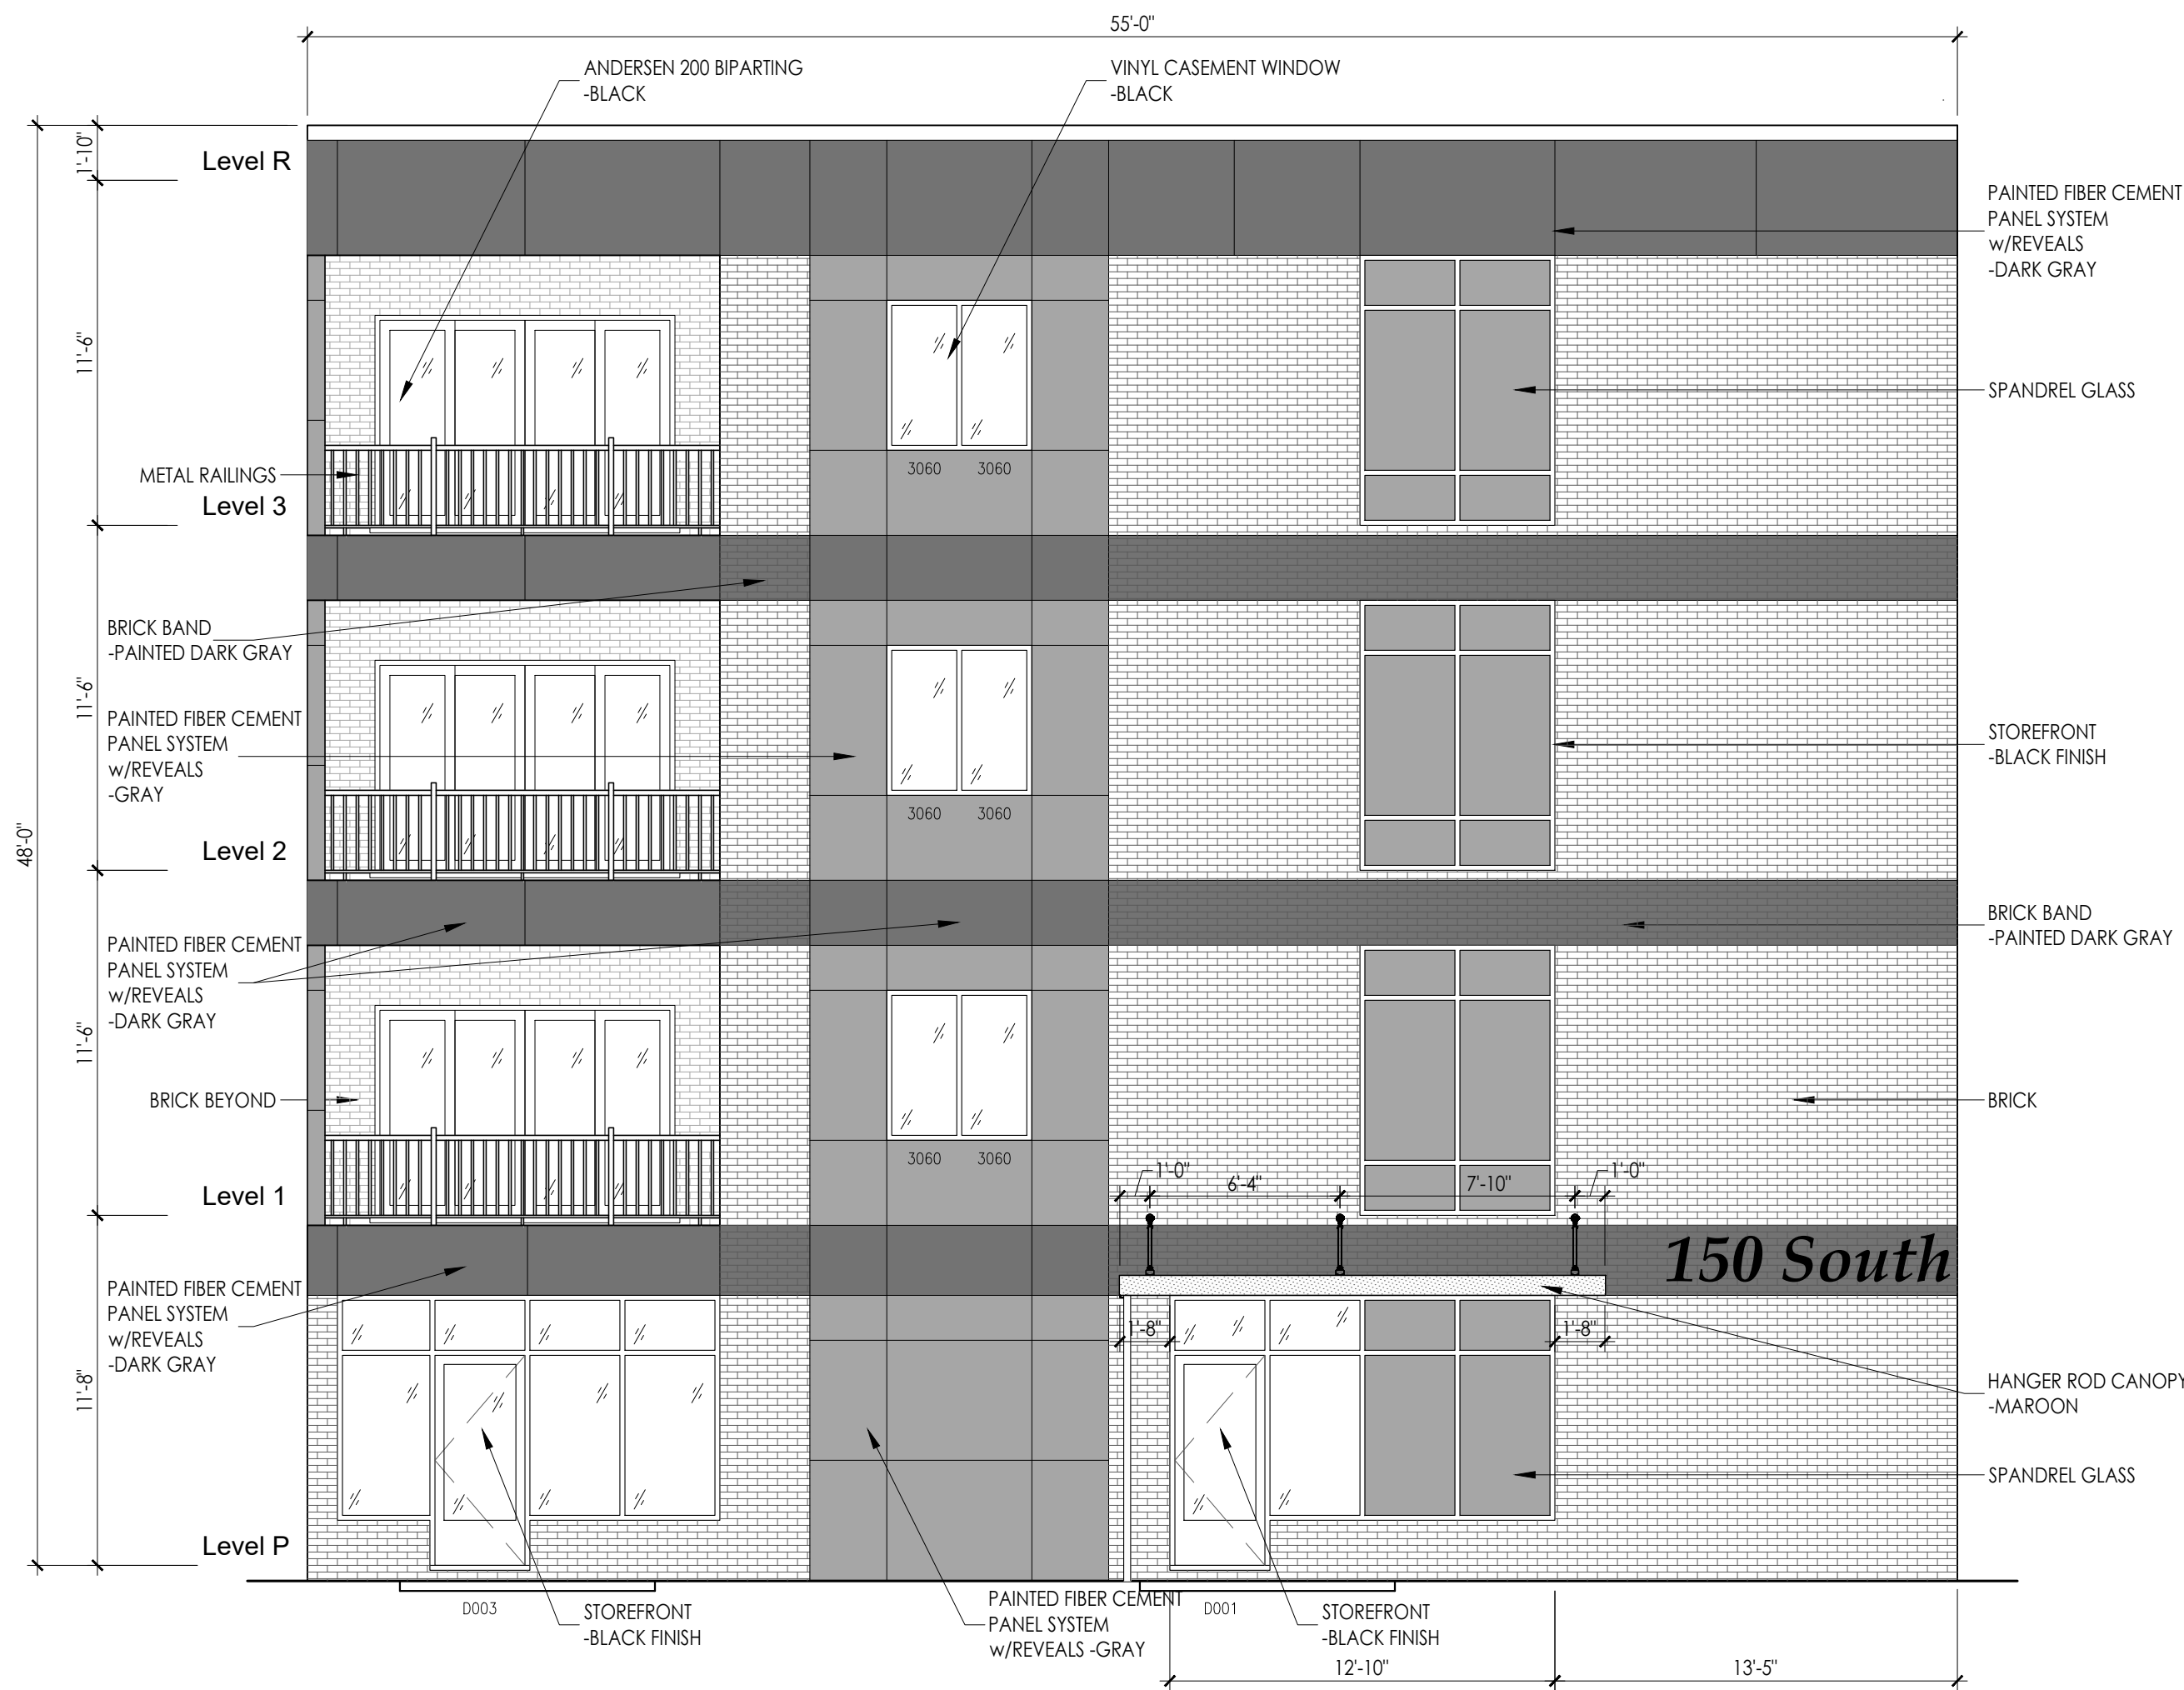 55'-0"
ANDERSEN 200 BIPARTING
-BLACK
VINYL CASEMENT WINDOW
-BLACK
1'-10"
Level R
PAINTED FIBER CEMENT
PANEL SYSTEM
w/REVEALS
-DARK GRAY
11'-6"
SPANDREL GLASS
METAL RAILINGS
3060 3060
Level 3
BRICK BAND
-PAINTED DARK GRAY
11'-6"
PAINTED FIBER CEMENT
PANEL SYSTEM
w/REVEALS
-GRAY
STOREFRONT
-BLACK FINISH
3060 3060
48'-0"
Level 2
BRICK BAND
-PAINTED DARK GRAY
PAINTED FIBER CEMENT
PANEL SYSTEM
w/REVEALS
-DARK GRAY
11'-6"
BRICK BEYOND
BRICK
3060 3060
1'-0" 6'-4" 7'-10" 1'-0"
Level 1
150 South
PAINTED FIBER CEMENT
PANEL SYSTEM
w/REVEALS
-DARK GRAY
1'-8" 1'-8"
11'-8"
HANGER ROD CANOPY
-MAROON
SPANDREL GLASS
Level P
D003
STOREFRONT
-BLACK FINISH
PAINTED FIBER CEMENT
PANEL SYSTEM
w/REVEALS -GRAY
D001
STOREFRONT
-BLACK FINISH
12'-10" 13'-5"